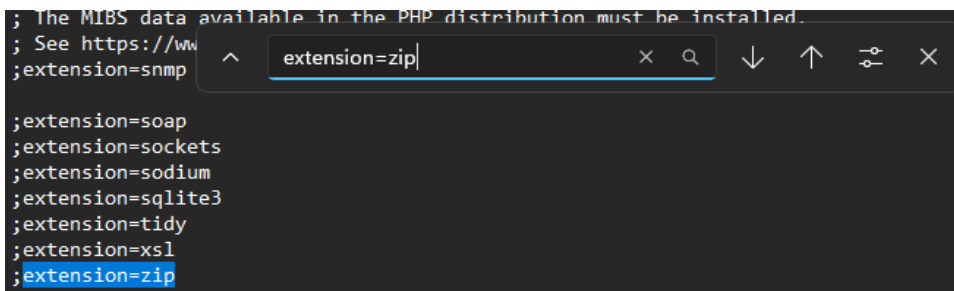 ; The MIBS data available in the PHP distribution must be installed.
; See https://ww
extension=zip
;extension=snmp
;extension=soap
;extension=sockets
;extension=sodium
;extension=sqlite3
;extension=tidy
;extension=xsl
;extension=zip